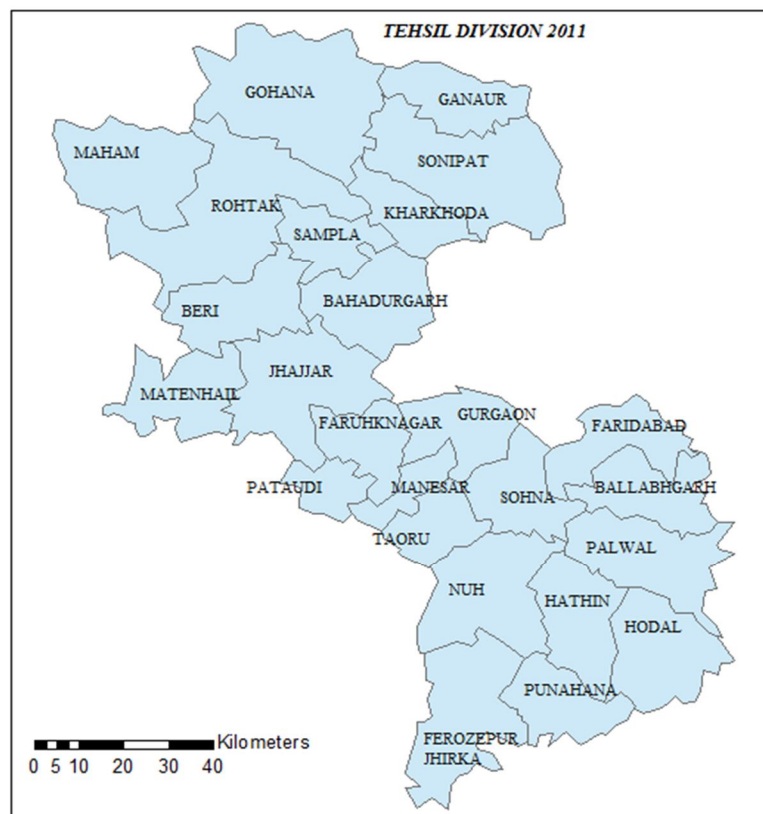 TEHSIL DIVISION 2011
GOHANA
GANAUR
MAHAM
SONIPAT
ROHTAK
KHARKHODA
SAMPLA
BERI
BAHADURGARH
JHAJJAR
MATENHAIL
FARUHKNAGAR
GURGAON
FARIDABAD
PATAUDI
MANESAR
SOHNA
BALLABHGARH
TAORU
PALWAL
NUH
HATHIN
HODAL
PUNAHANA
FEROZEPUR
JHIRKA
Kilometers
0 5 10 20 30 40